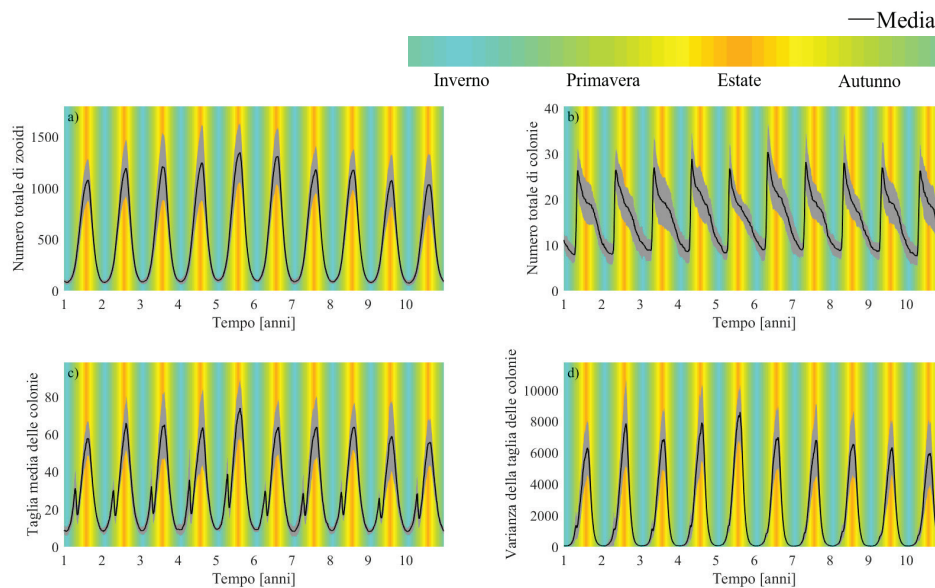 Media
Inverno Primavera Estate Autunno
a)
Numero totale di zooidi
1500
1000
500
0
1 2 3 4 5 6 7 8 9 10
Tempo [anni]
b)
Numero totale di colonie
40
30
20
10
0
1 2 3 4 5 6 7 8 9 10
Tempo [anni]
c)
Taglia media delle colonie
80
60
40
20
0
1 2 3 4 5 6 7 8 9 10
Tempo [anni]
d)
Varianza della taglia delle colonie
10000
8000
6000
4000
2000
0
1 2 3 4 5 6 7 8 9 10
Tempo [anni]